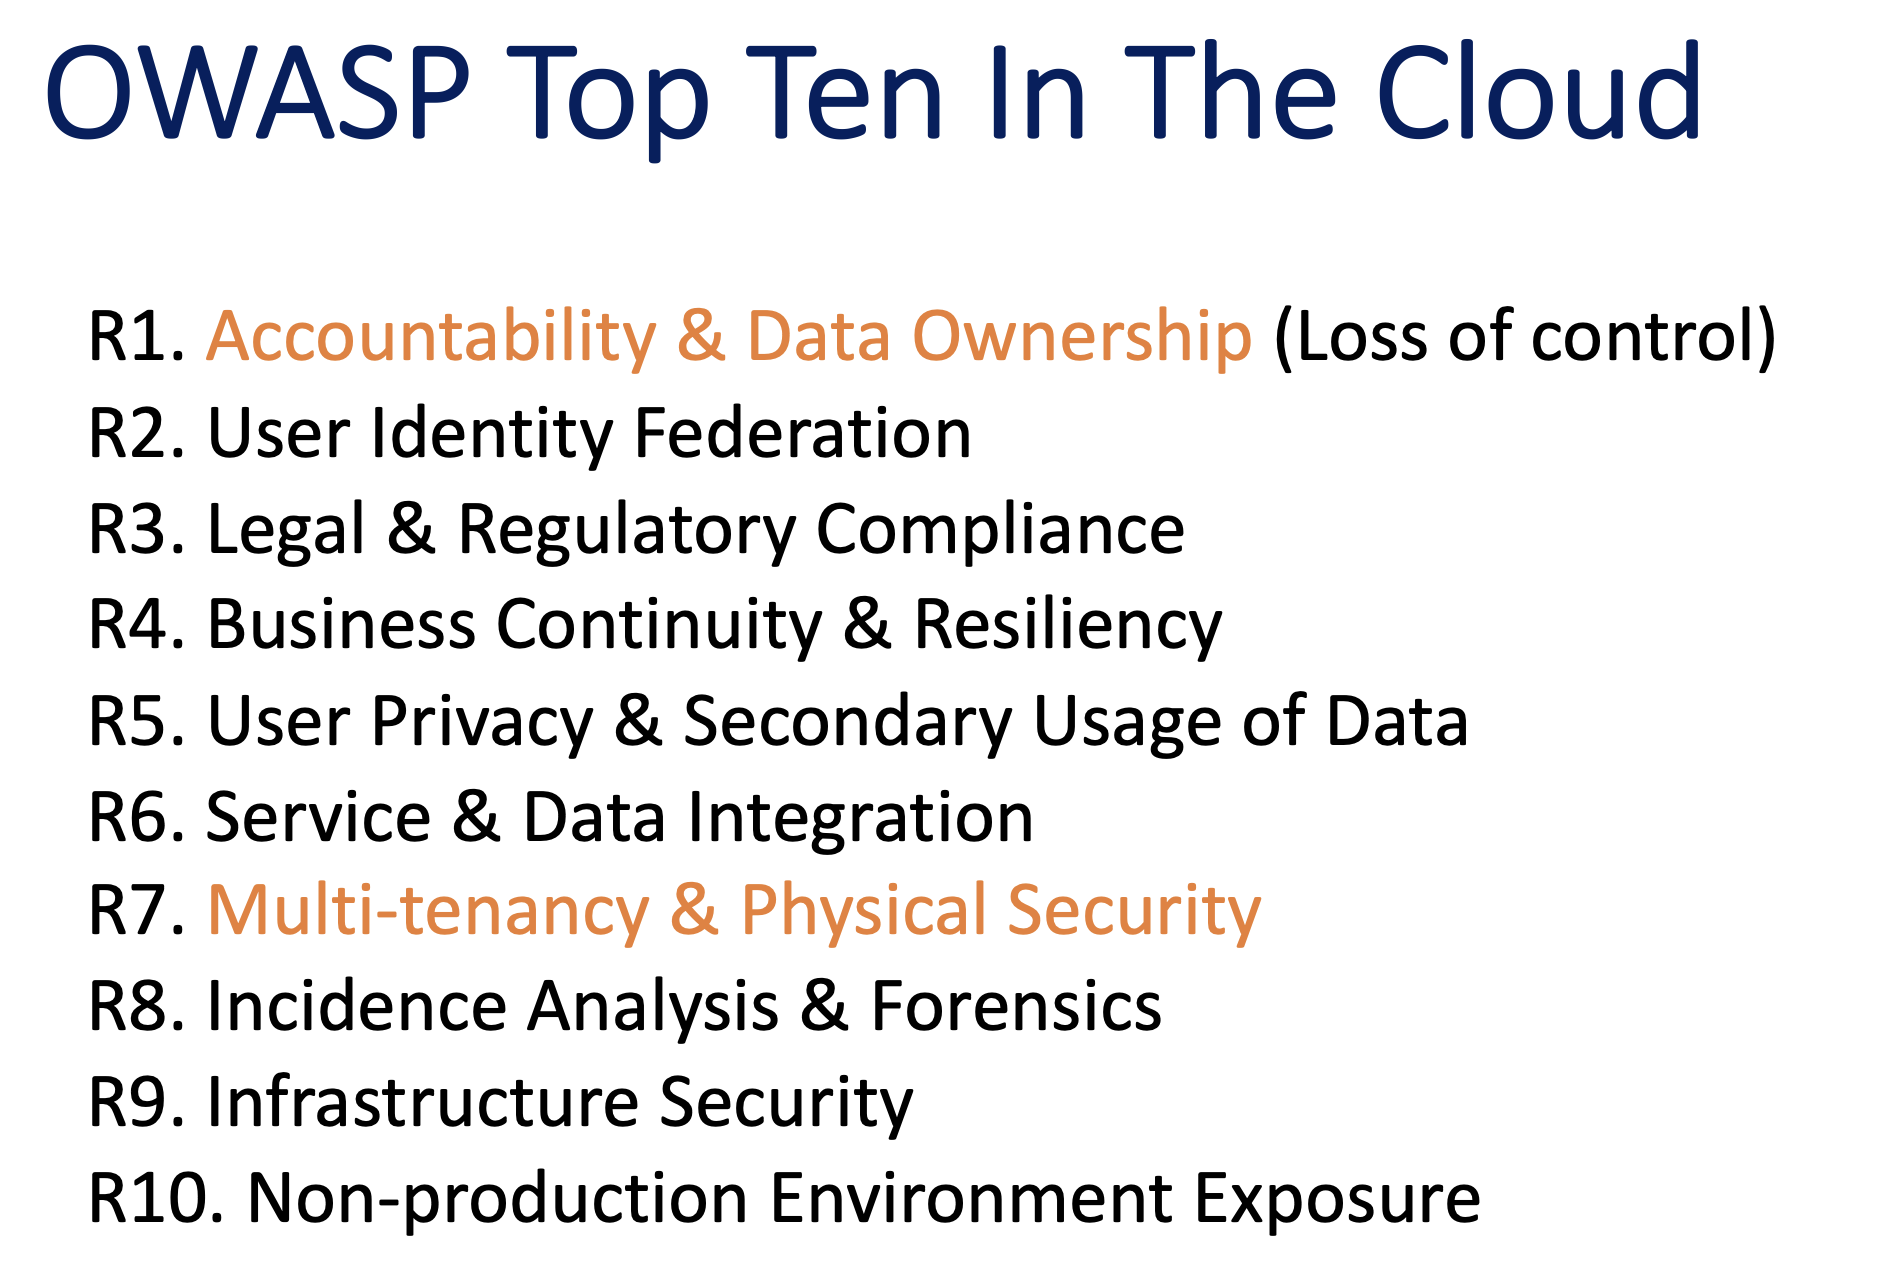 OWASP Top Ten In The Cloud
R1. Accountability & Data Ownership (Loss of control)
R2. User Identity Federation
R3. Legal & Regulatory Compliance
R4. Business Continuity & Resiliency
R5. User Privacy & Secondary Usage of Data
R6. Service & Data Integration
R7. Multi-tenancy & Physical Security
R8. Incidence Analysis & Forensics
R9. Infrastructure Security
R10. Non-production Environment Exposure